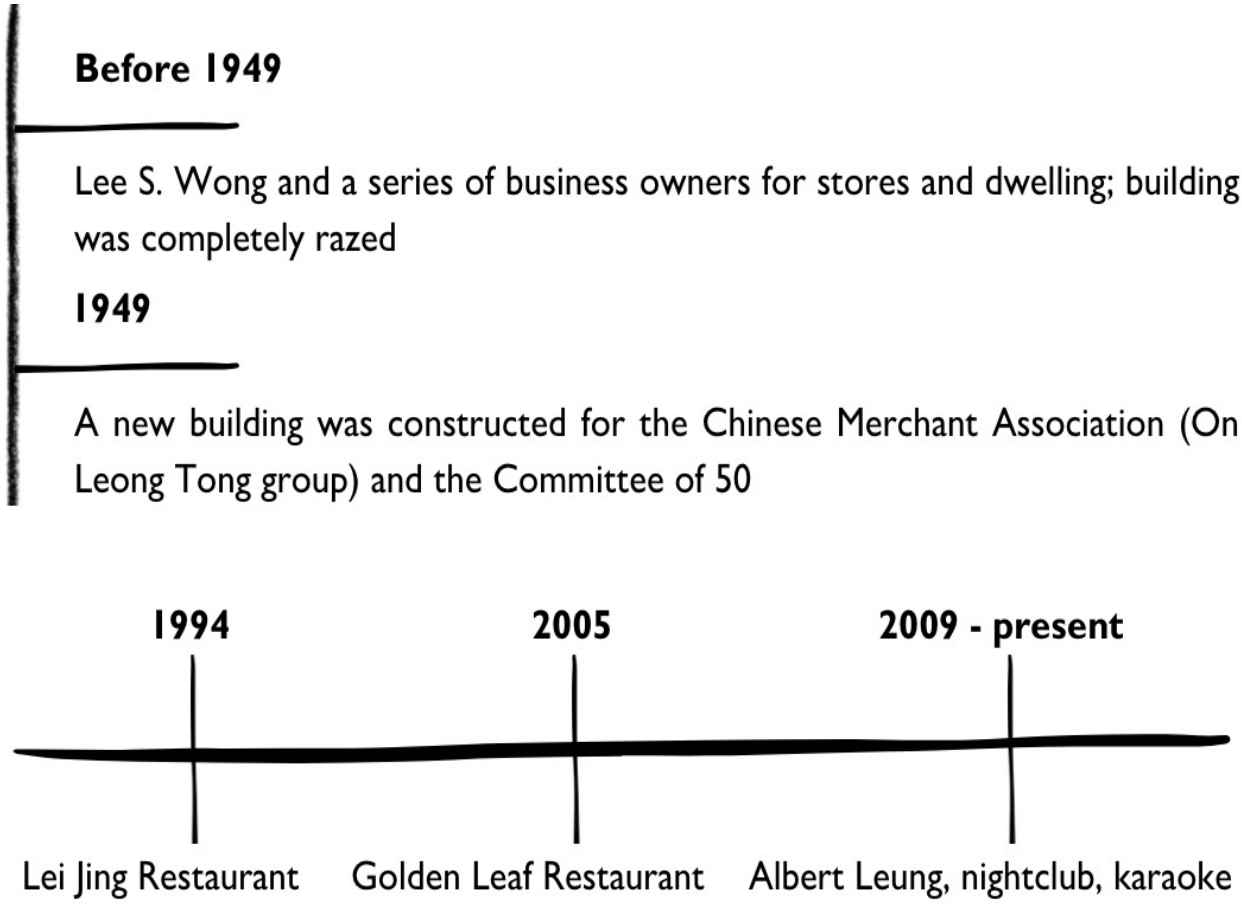 Before 1949
Lee S. Wong and a series of business owners for stores and dwelling; building
was completely razed
1949
A new building was constructed for the Chinese Merchant Association (On
Leong Tong group) and the Committee of 50
1994
2005
2009 - present
Lei Jing Restaurant
Golden Leaf Restaurant
Albert Leung, nightclub, karaoke